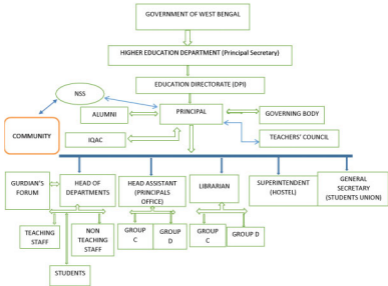 GOVERNMENT OF WEST BENGAL
HIGHER EDUCATION DEPARTMENT (Principal Secretary)
EDUCATION DIRECTORATE (DPI)
NSS
ALUMNI
PRINCIPAL
GOVERNING BODY
COMMUNITY
IQAC
TEACHERS' COUNCIL
GURDIAN'S
FORUM
HEAD OF
DEPARTMENTS
HEAD ASSISTANT
(PRINCIPALS
OFFICE)
LIBRARIAN
SUPERINTENDENT
(HOSTEL)
GENERAL
SECRETARY
(STUDENTS UNION)
TEACHING
STAFF
NON
TEACHING
STAFF
GROUP
C
GROUP
D
GROUP
C
GROUP D
STUDENTS